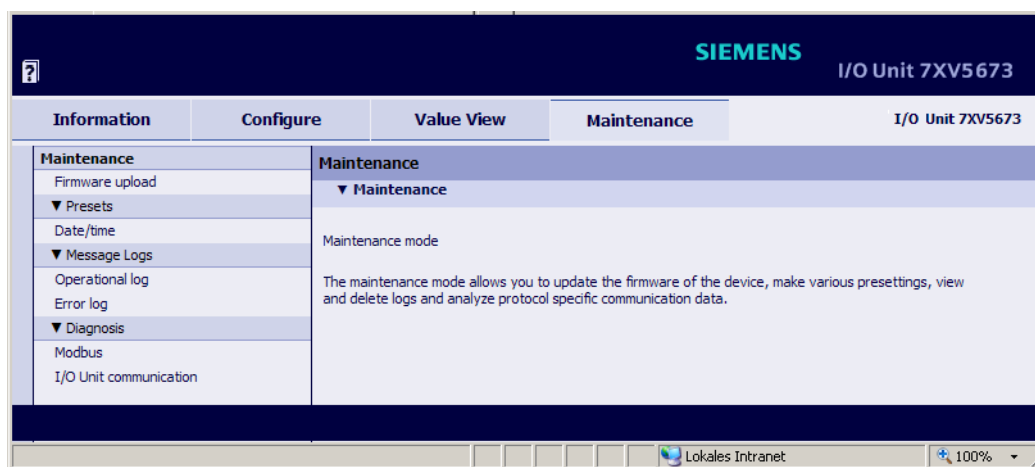 ?
SIEMENS
I/O Unit 7XV5673
Information Configure Value View Maintenance I/O Unit 7XV5673
Maintenance
Firmware upload
▼ Presets
Date/time
▼ Message Logs
Operational log
Error log
▼ Diagnosis
Modbus
I/O Unit communication
Maintenance
▼ Maintenance
Maintenance mode
The maintenance mode allows you to update the firmware of the device, make various presettings, view
and delete logs and analyze protocol specific communication data.
Lokales Intranet 100%